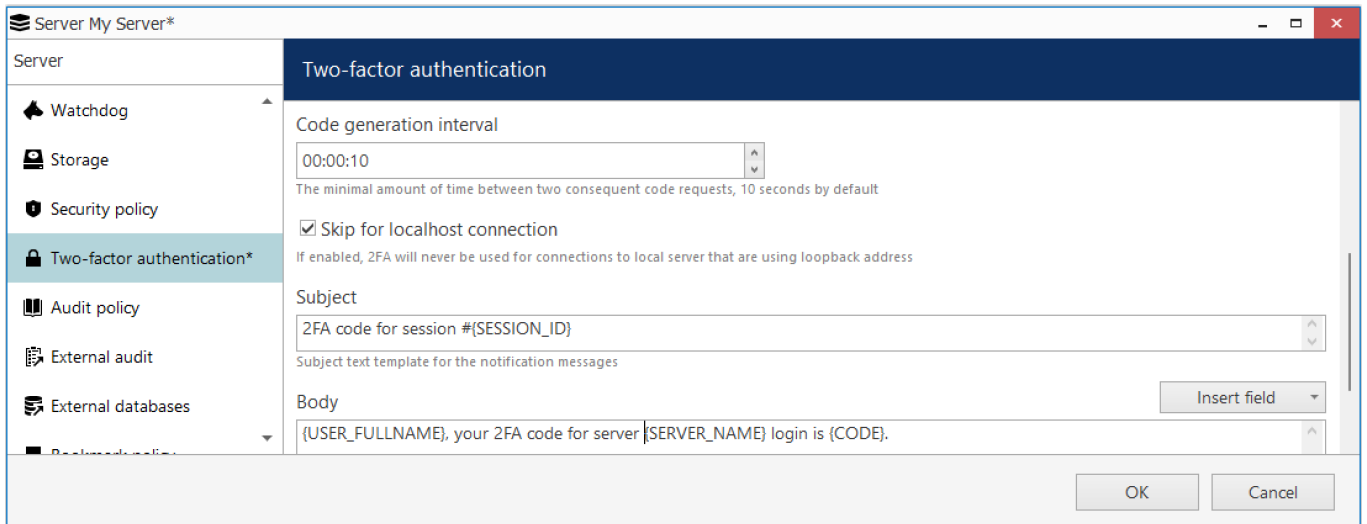 Server My Server*
Server
Two-factor authentication
Watchdog
Storage
Security policy
Two-factor authentication*
Audit policy
External audit
External databases
Bookmark policy
Code generation interval
00:00:10
The minimal amount of time between two consequent code requests, 10 seconds by default
Skip for localhost connection
If enabled, 2FA will never be used for connections to local server that are using loopback address
Subject
2FA code for session #{SESSION_ID}
Subject text template for the notification messages
Body
Insert field
{USER_FULLNAME}, your 2FA code for server {SERVER_NAME} login is {CODE}.
OK
Cancel